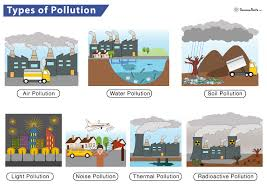 Types of Pollution
Air Pollution
Water Pollution
Soil Pollution
Light Pollution
Noise Pollution
Thermal Pollution
Radioactive Pollution